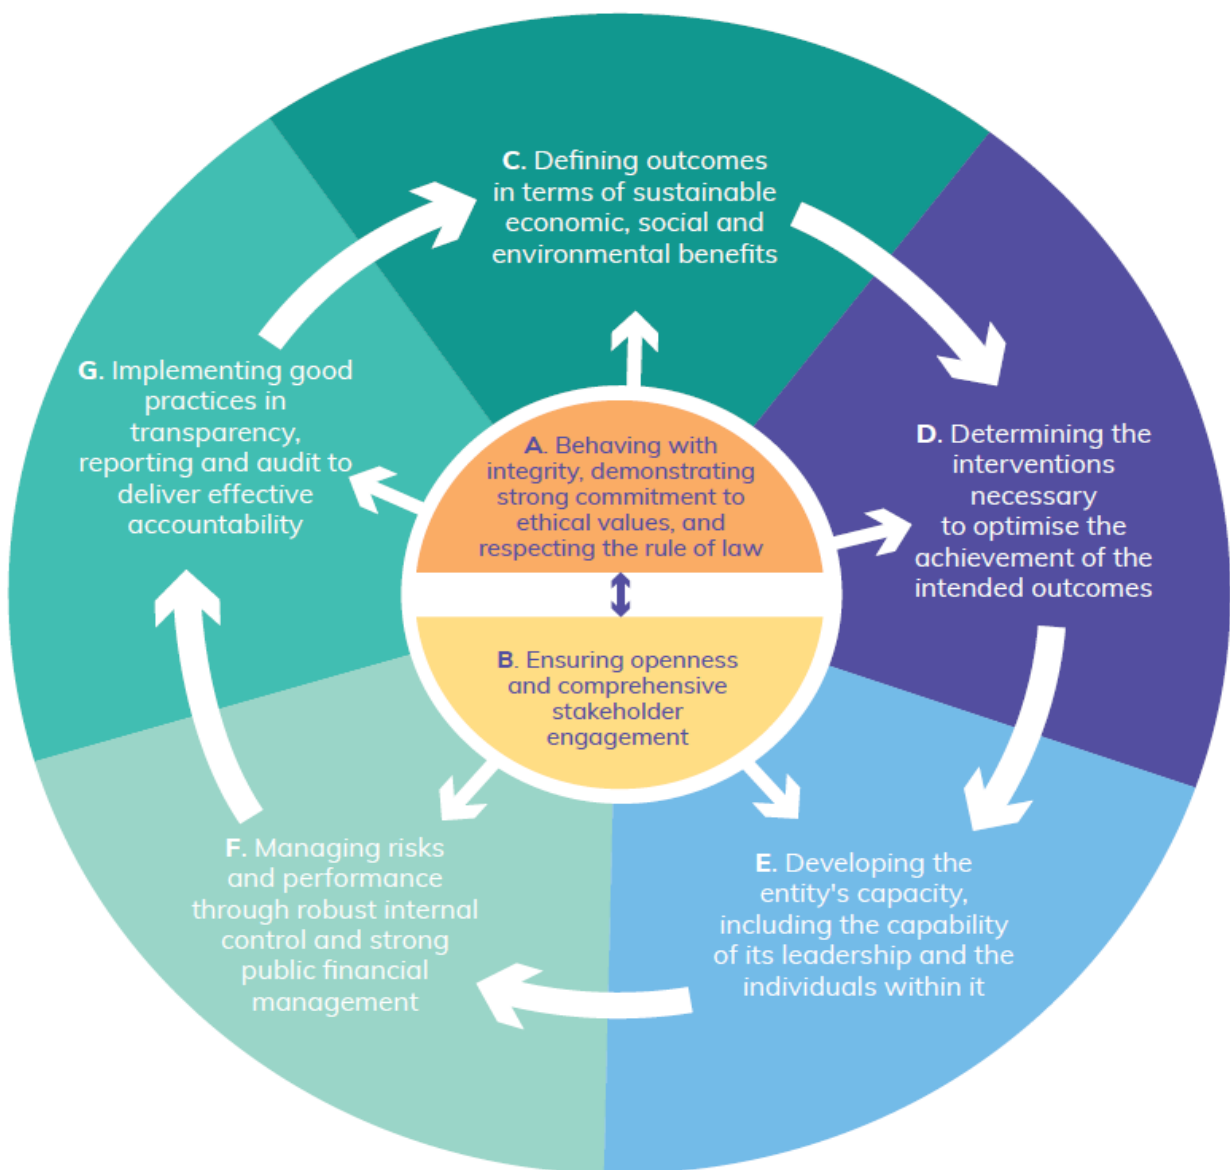 C. Defining outcomes
in terms of sustainable
economic, social and
environmental benefits
G. Implementing good
practices in
transparency,
reporting and audit to
deliver effective
accountability
A. Behaving with
integrity, demonstrating
strong commitment to
ethical values, and
respecting the rule of law
D. Determining the
interventions
necessary
to optimise the
achievement of the
intended outcomes
B. Ensuring openness
and comprehensive
stakeholder
engagement
F. Managing risks
and performance
through robust internal
control and strong
public financial
management
E. Developing the
entity's capacity,
including the capability
of its leadership and the
individuals within it